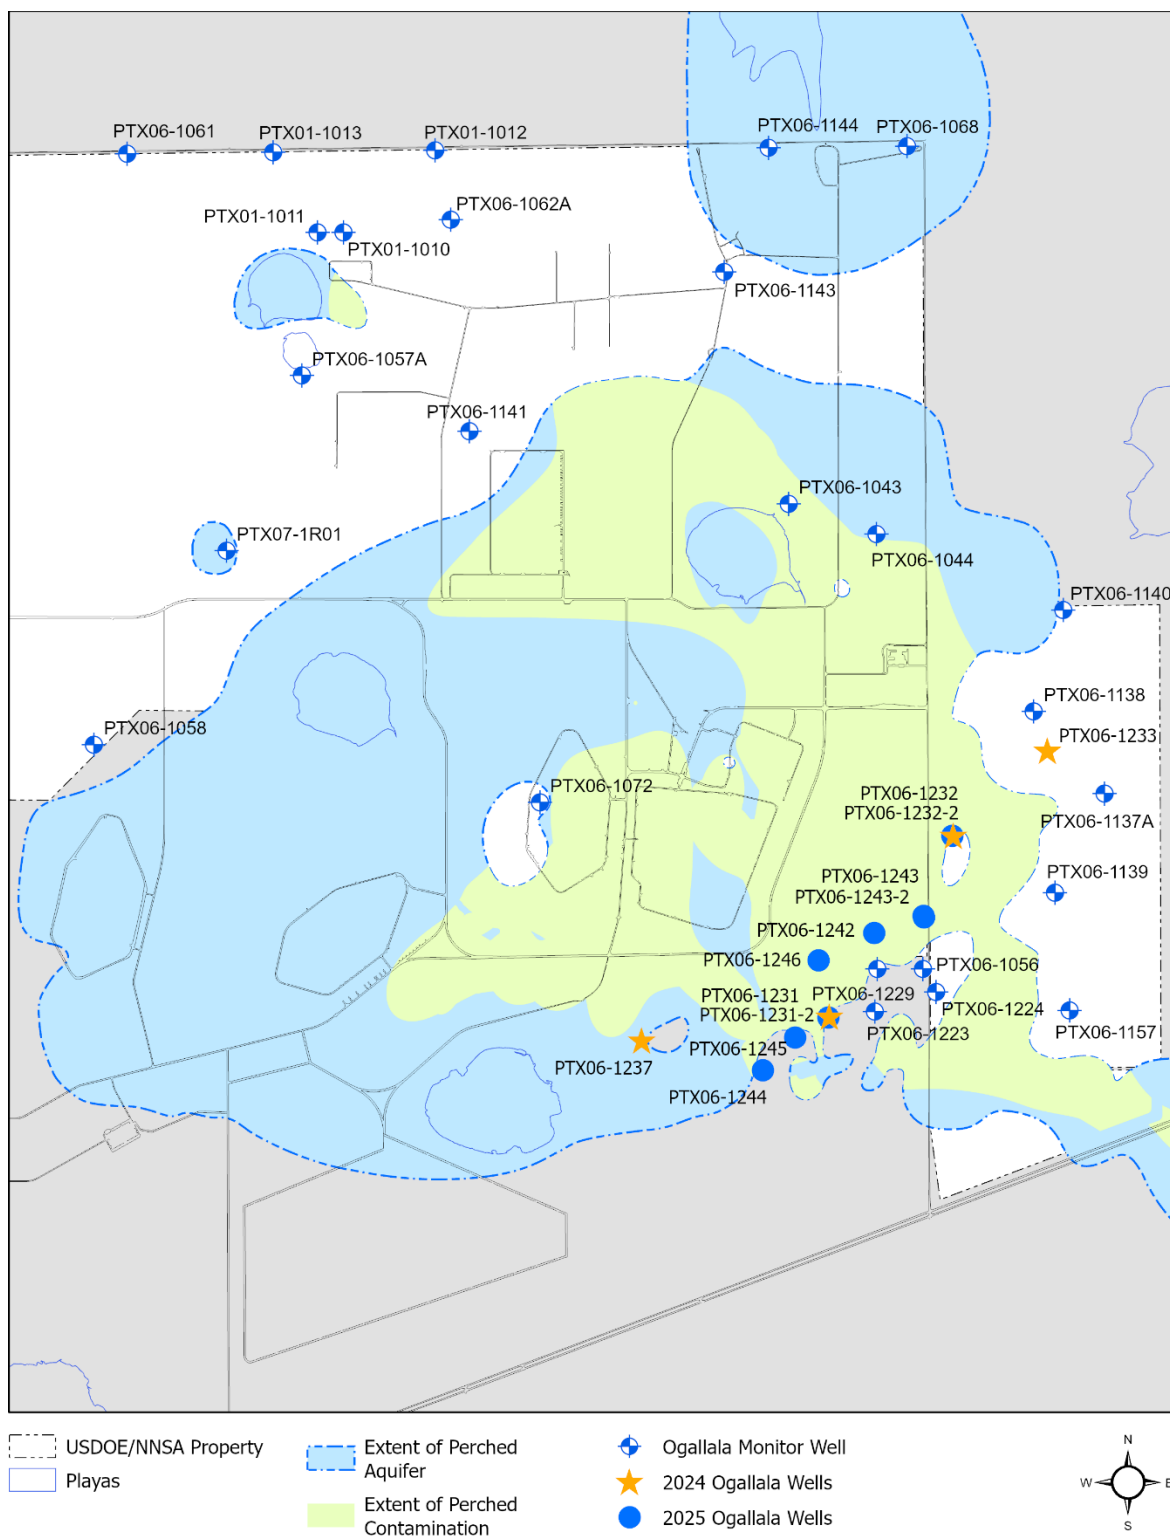 PTX06-1061
PTX01-1013
PTX01-1012
PTX06-1144
PTX06-1068
PTX01-1011
PTX06-1062A
PTX01-1010
PTX06-1143
PTX06-1057A
PTX06-1141
PTX06-1043
PTX07-1R01
PTX06-1044
PTX06-1140
PTX06-1138
PTX06-1058
PTX06-1233
PTX06-1072
PTX06-1232
PTX06-1232-2
PTX06-1137A
PTX06-1243
PTX06-1243-2
PTX06-1139
PTX06-1242
PTX06-1246
PTX06-1056
PTX06-1231
PTX06-1229
PTX06-1231-2
PTX06-1224
PTX06-1223
PTX06-1157
PTX06-1245
PTX06-1237
PTX06-1244
USDOE/NNSA Property
Playas
Extent of Perched
Aquifer
Extent of Perched
Contamination
Ogallala Monitor Well
2024 Ogallala Wells
2025 Ogallala Wells
N
W
E
S